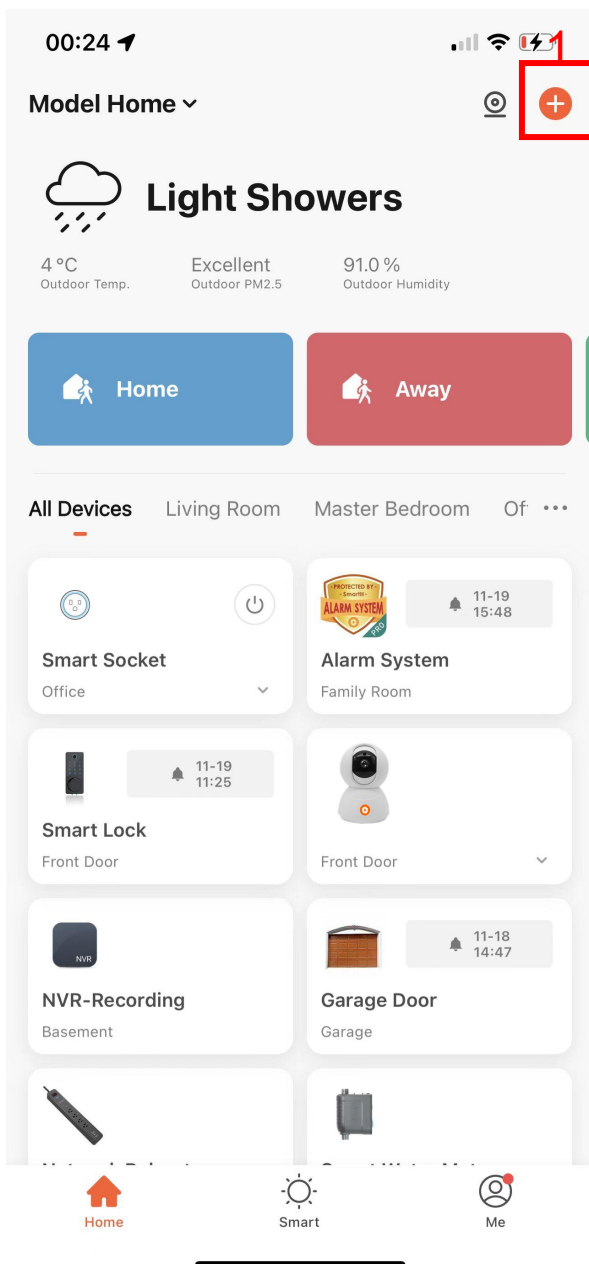 00:24
1
Model Home
Light Showers
4 °C Excellent 91.0 %
Outdoor Temp. Outdoor PM2.5 Outdoor Humidity
Home Away
All Devices Living Room Master Bedroom Of
PROTECTED BY
ALARM SYSTEM
PRO
11-19
15:48
Smart Socket Alarm System
Office Family Room
11-19
11:25
Smart Lock
Front Door Front Door
NVR
11-18
14:47
NVR-Recording Garage Door
Basement Garage
Home Smart Me